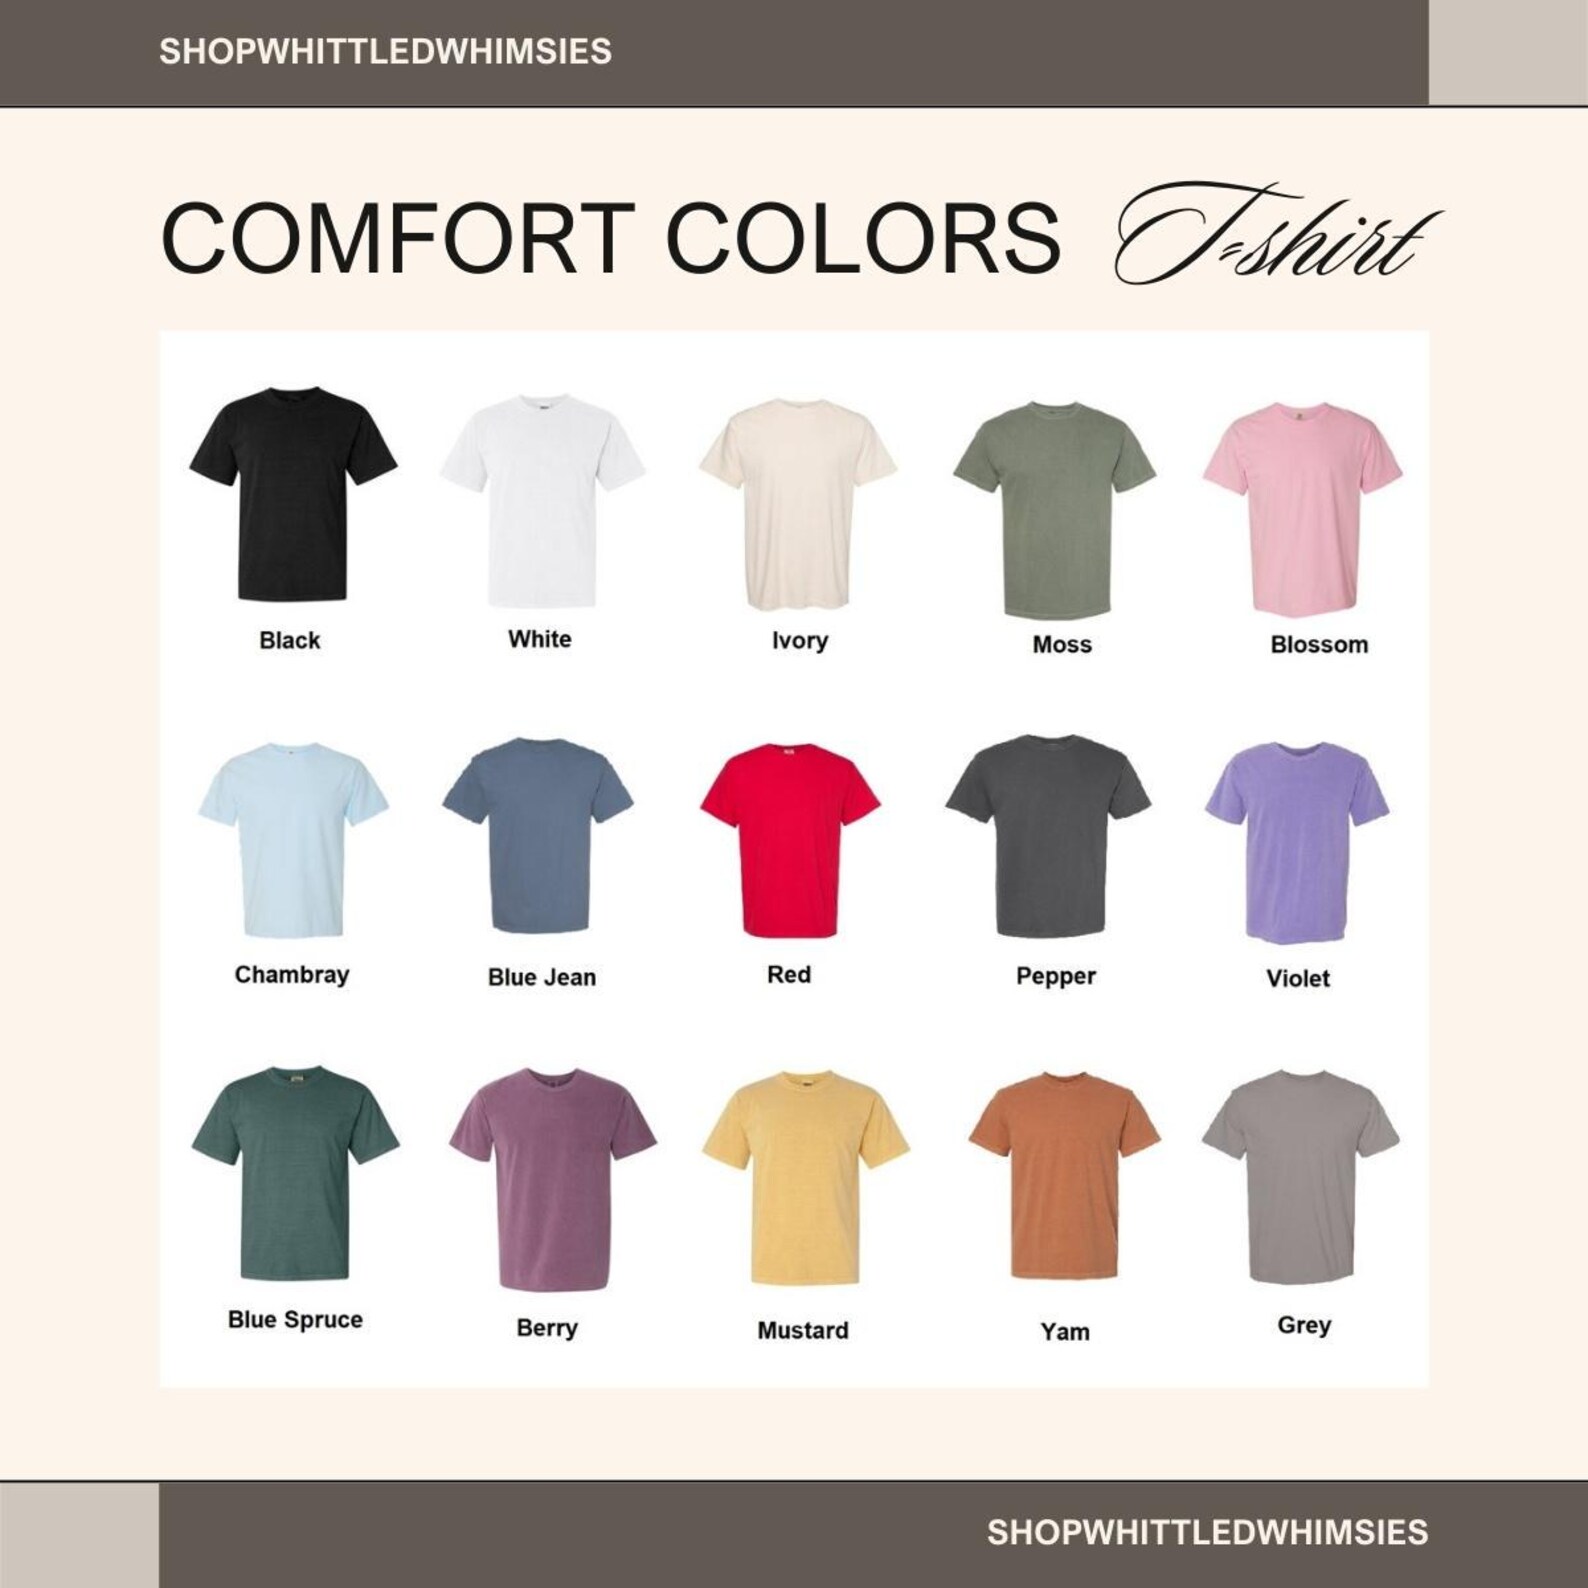 SHOPWHITTLEDWHIMSIES
COMFORT COLORS T-shirt
Black
White
Ivory
Moss
Blossom
Chambray
Blue Jean
Red
Pepper
Violet
Blue Spruce
Berry
Mustard
Yam
Grey
SHOPWHITTLEDWHIMSIES